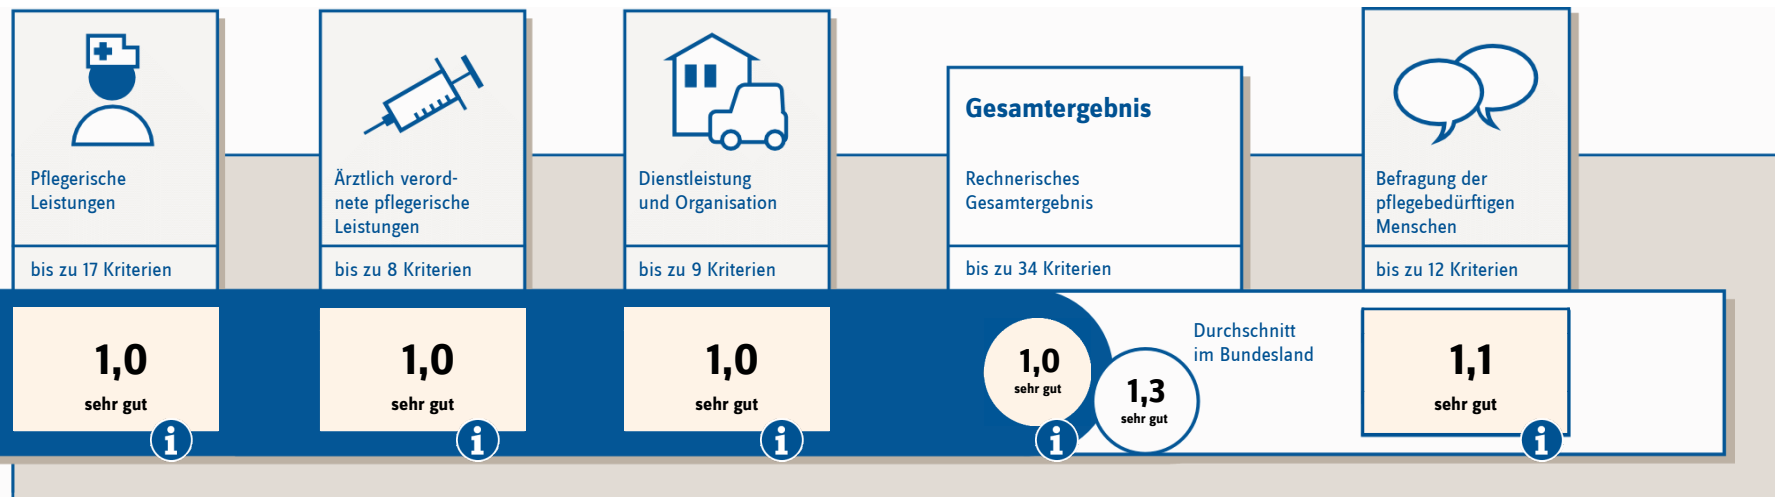 Pflegerische
Leistungen
bis zu 17 Kriterien
1,0
sehr gut
i
Ärztlich verord-
nete pflegerische
Leistungen
bis zu 8 Kriterien
1,0
sehr gut
i
Dienstleistung
und Organisation
bis zu 9 Kriterien
1,0
sehr gut
i
Gesamtergebnis
Rechnerisches
Gesamtergebnis
bis zu 34 Kriterien
1,0
sehr gut
i
Durchschnitt
im Bundesland
1,3
sehr gut
Befragung der
pflegebedürftigen
Menschen
bis zu 12 Kriterien
1,1
sehr gut
i